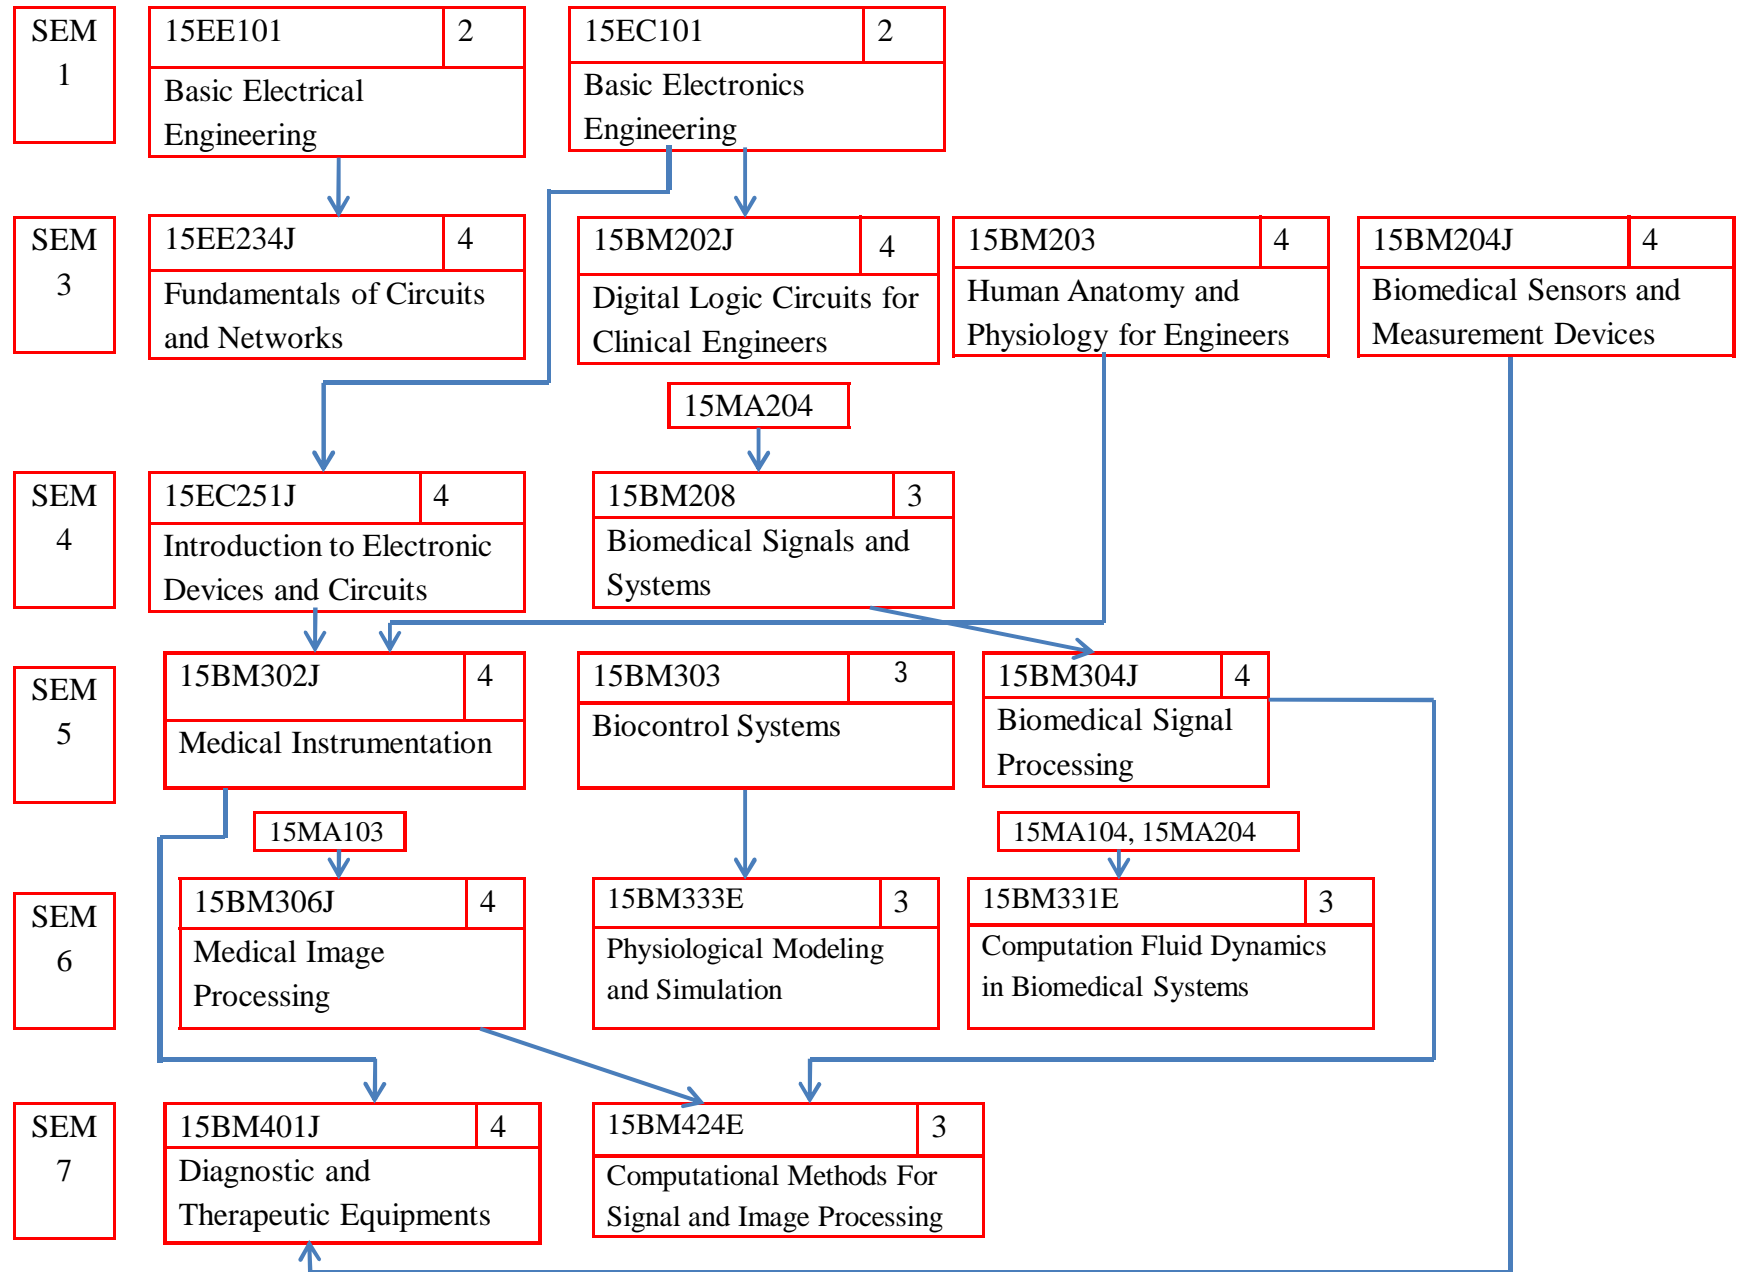 SEM
1
15EE101 2
Basic Electrical
Engineering
15EC101 2
Basic Electronics
Engineering
SEM
3
15EE234J 4
Fundamentals of Circuits
and Networks
15BM202J 4
Digital Logic Circuits for
Clinical Engineers
15BM203 4
Human Anatomy and
Physiology for Engineers
15BM204J 4
Biomedical Sensors and
Measurement Devices
15MA204
SEM
4
15EC251J 4
Introduction to Electronic
Devices and Circuits
15BM208 3
Biomedical Signals and
Systems
SEM
5
15BM302J 4
Medical Instrumentation
15BM303 3
Biocontrol Systems
15BM304J 4
Biomedical Signal
Processing
15MA103
15MA104, 15MA204
SEM
6
15BM306J 4
Medical Image
Processing
15BM333E 3
Physiological Modeling
and Simulation
15BM331E 3
Computation Fluid Dynamics
in Biomedical Systems
SEM
7
15BM401J 4
Diagnostic and
Therapeutic Equipments
15BM424E 3
Computational Methods For
Signal and Image Processing